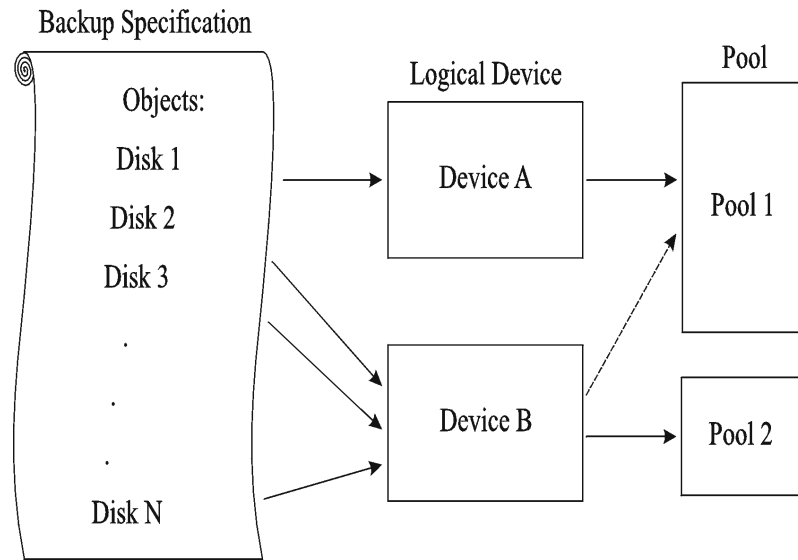 Backup Specification
Objects:
Disk 1
Disk 2
Disk 3
.
.
.
Disk N
Logical Device
Device A
Device B
Pool
Pool 1
Pool 2